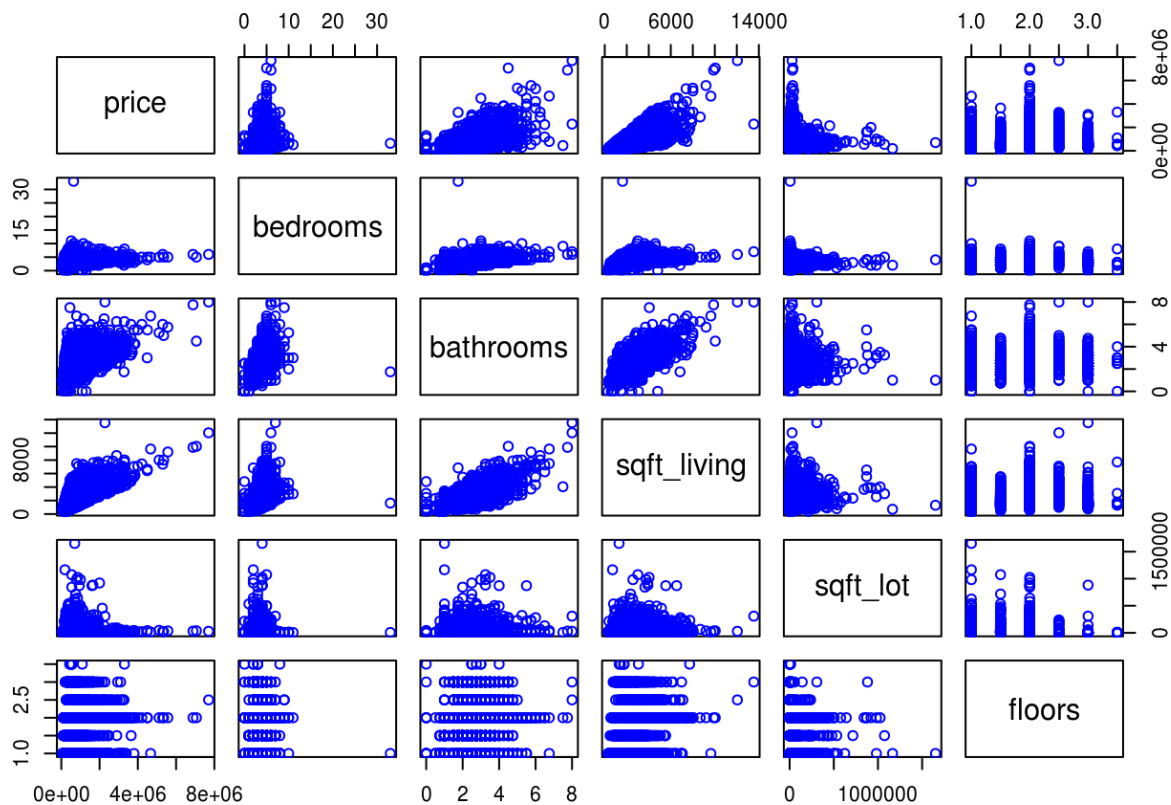 0 10 20 30 0 6000 14000 1.0 2.0 3.0
price 0e+00 8e+06
0 15 30 bedrooms
bathrooms 0 4 8
0 8000 sqft_living
sqft_lot 0 1500000
1.0 2.5 floors
0e+00 4e+06 8e+06 0 2 4 6 8 0 1000000